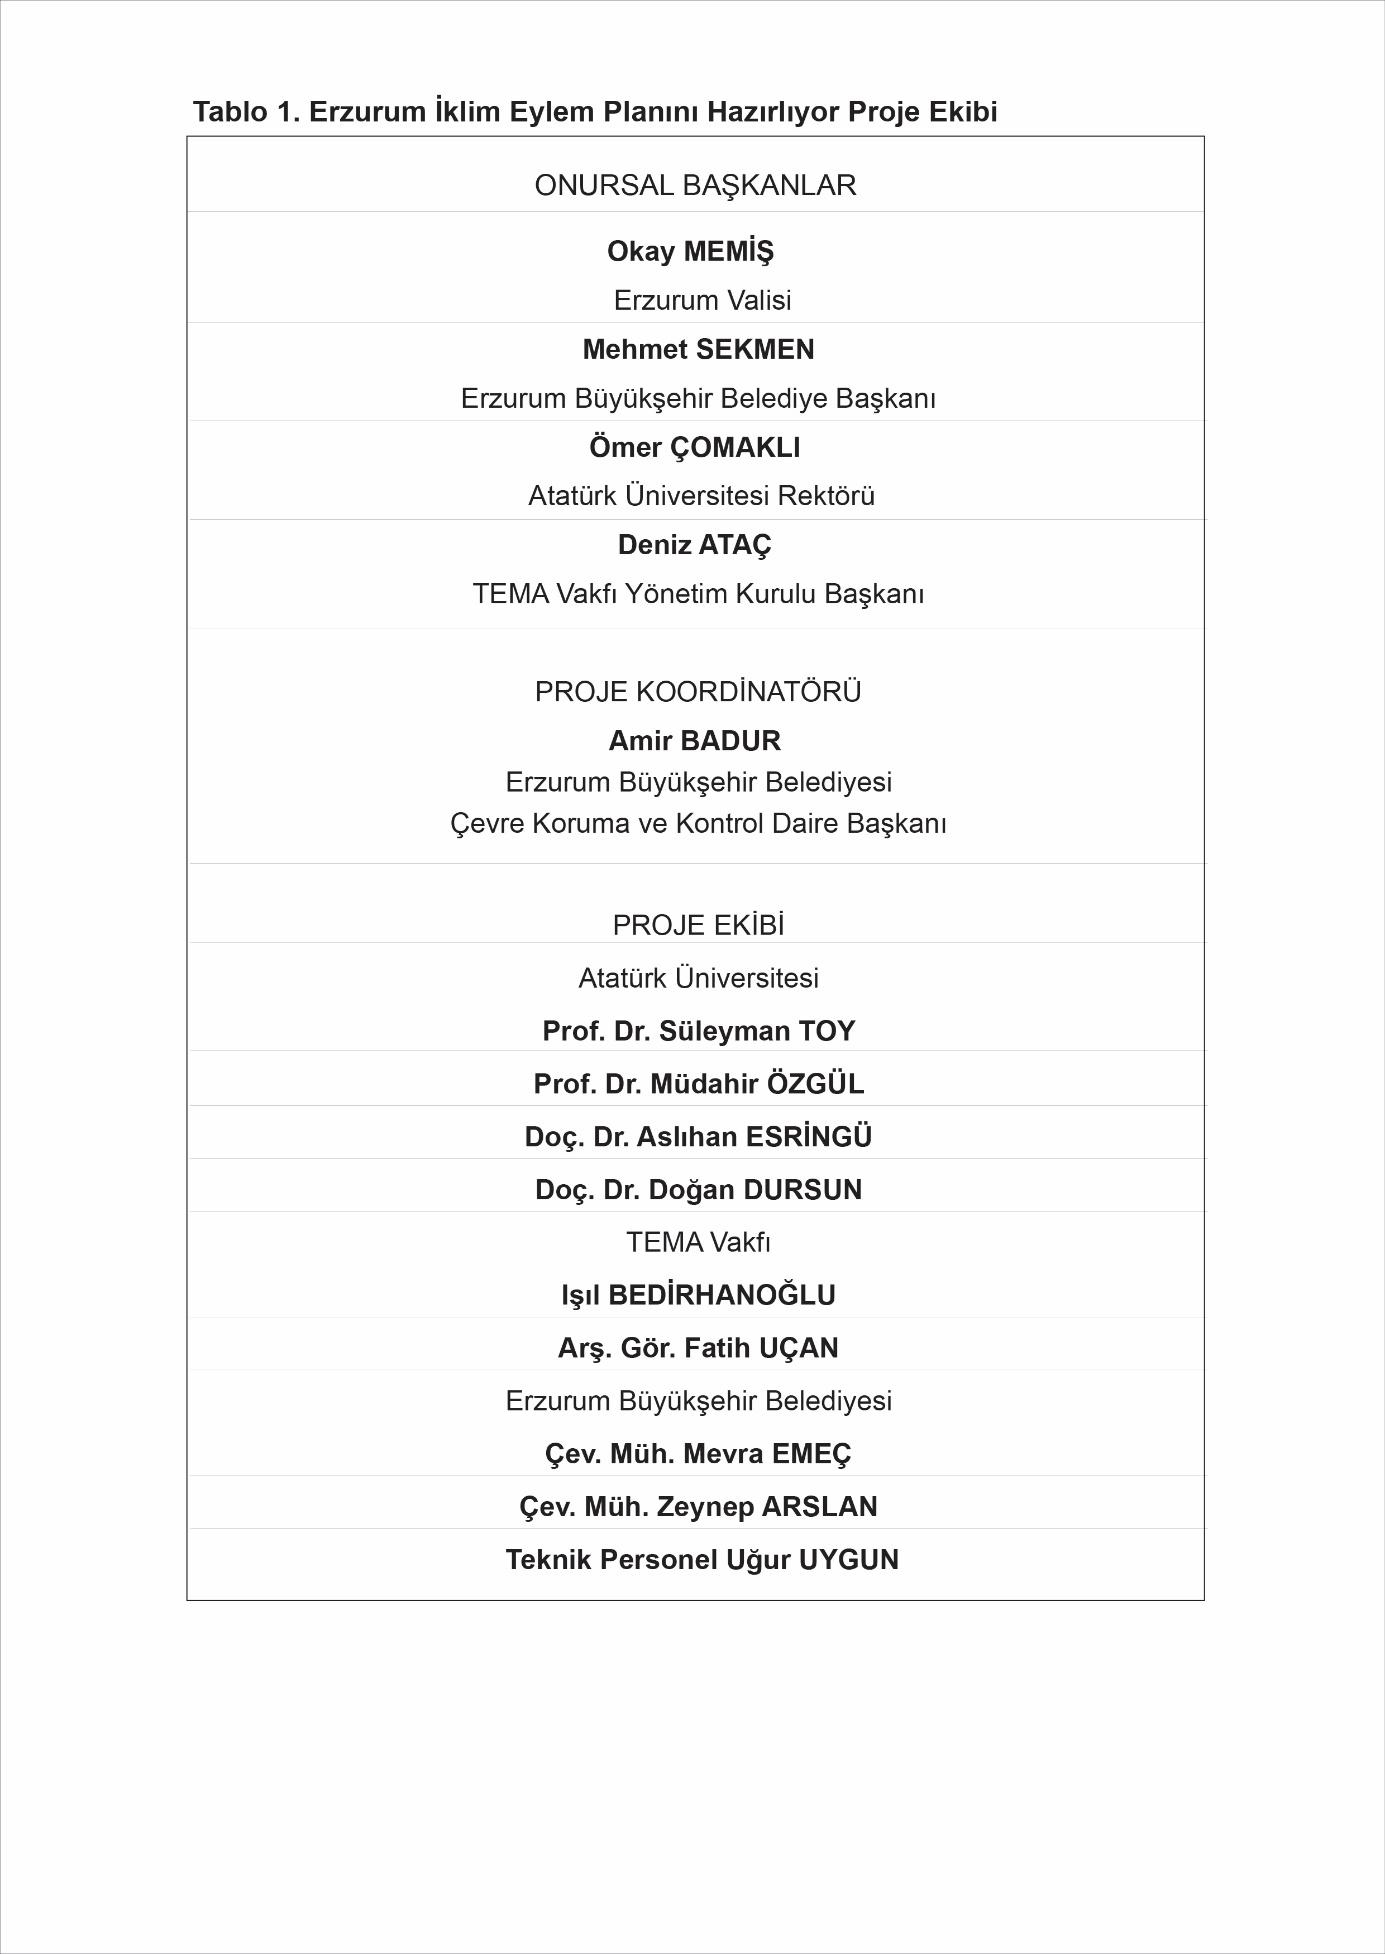 Tablo 1. Erzurum İklim Eylem Planını Hazırlıyor Proje Ekibi
ONURSAL BAŞKANLAR
Okay MEMİŞ
Erzurum Valisi
Mehmet SEKMEN
Erzurum Büyükşehir Belediye Başkanı
Ömer ÇOMAKLI
Atatürk Üniversitesi Rektörü
Deniz ATAÇ
TEMA Vakfı Yönetim Kurulu Başkanı
PROJE KOORDİNATÖRÜ
Amir BADUR
Erzurum Büyükşehir Belediyesi
Çevre Koruma ve Kontrol Daire Başkanı
PROJE EKİBİ
Atatürk Üniversitesi
Prof. Dr. Süleyman TOY
Prof. Dr. Müdahir ÖZGÜL
Doç. Dr. Aslıhan ESRİNGÜ
Doç. Dr. Doğan DURSUN
TEMA Vakfı
Işıl BEDİRHANOĞLU
Arş. Gör. Fatih UÇAN
Erzurum Büyükşehir Belediyesi
Çev. Müh. Mevra EMEÇ
Çev. Müh. Zeynep ARSLAN
Teknik Personel Uğur UYGUN